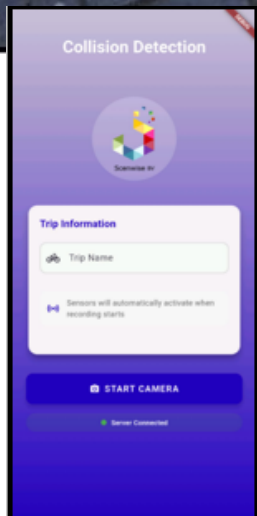 Collision Detection
Trip Information
Trip Name
Sensors will automatically activate when
recording starts
START CAMERA
Server Connected